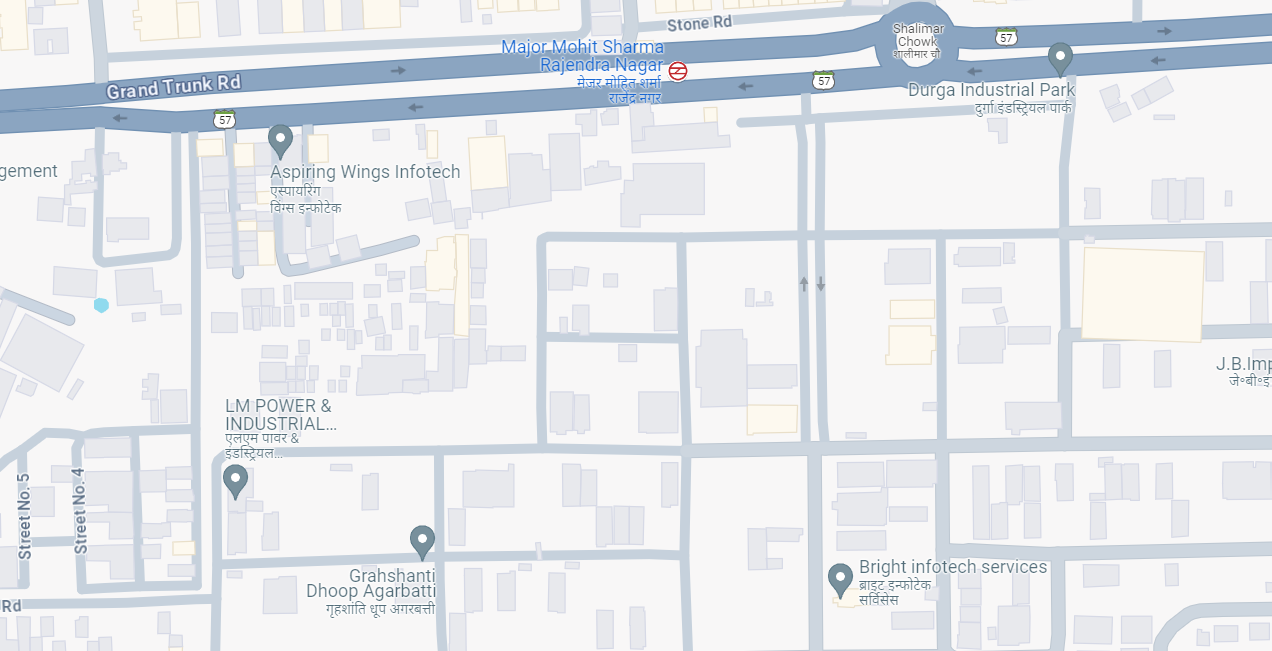 Stone Rd
Shalimar
Chowk
शालीमार चौ
57
Major Mohit Sharma
Rajendra Nagar
मेजर मोहित शर्मा
राजेंद्र नगर
57
Grand Trunk Rd
Durga Industrial Park
दुर्गा इंडस्ट्रियल पार्क
57
gement
Aspiring Wings Infotech
एस्पायरिंग
विंग्स इन्फोटेक
J.B.Imp
जे॰बी॰इ
LM POWER &
INDUSTRIAL...
एलएम पावर &
इंडस्ट्रियल...
Street No. 5
Street No. 4
Grahshanti
Dhoop Agarbatti
गृहशांति धूप अगरबत्ती
Bright infotech services
ब्राइट इन्फोटेक
सर्विसेस
Rd